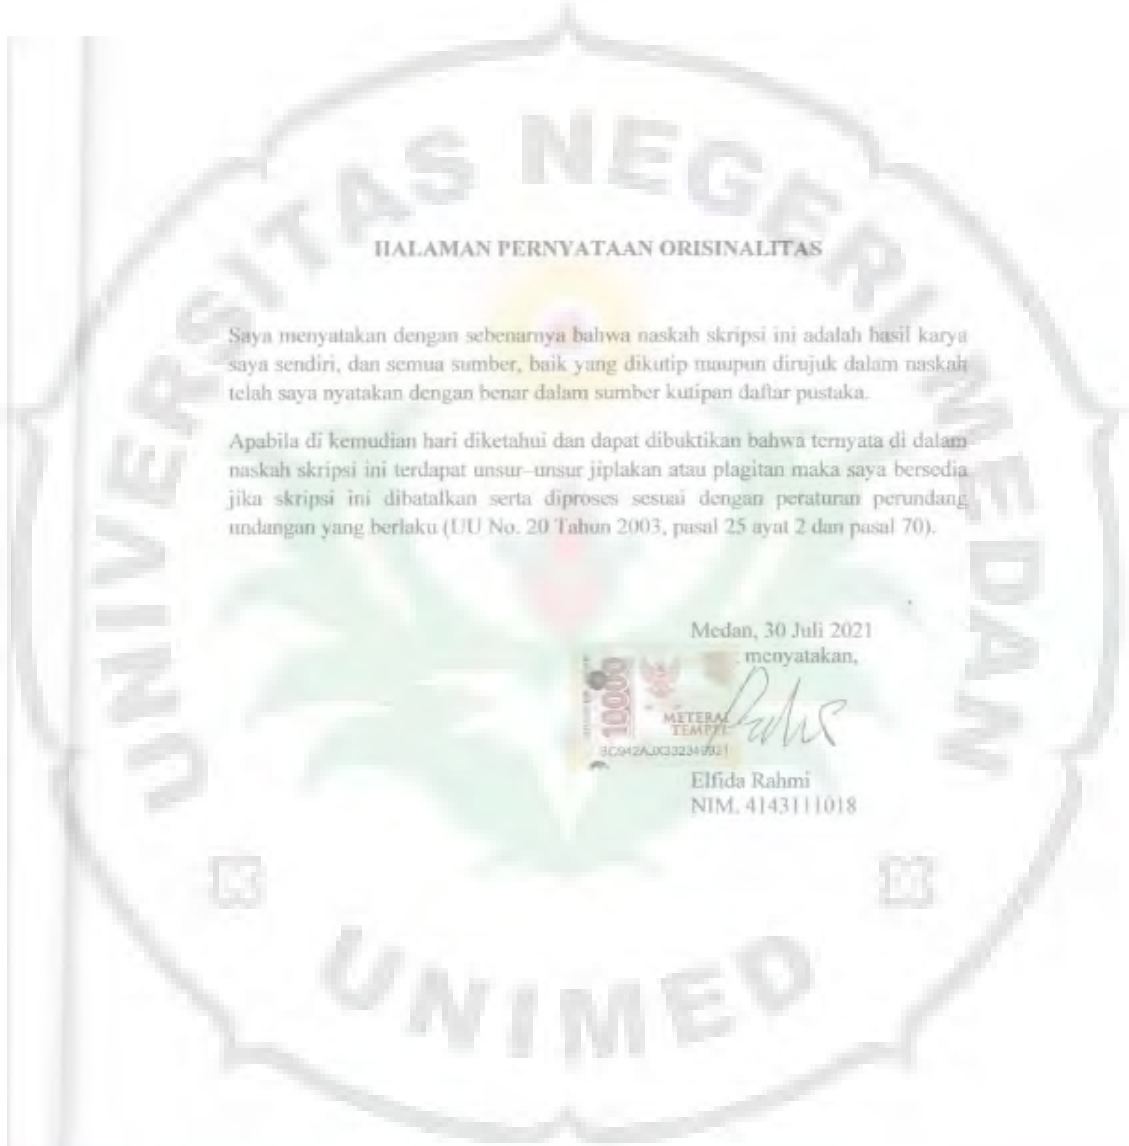 UNIVERSITAS NEGERI MEDAN
HALAMAN PERNYATAAN ORISINALITAS
Saya menyatakan dengan sebenarnya bahwa naskah skripsi ini adalah hasil karya
saya sendiri, dan semua sumber, baik yang dikutip maupun dirujuk dalam naskah
telah saya nyatakan dengan benar dalam sumber kutipan daftar pustaka.
Apabila di kemudian hari diketahui dan dapat dibuktikan bahwa ternyata di dalam
naskah skripsi ini terdapat unsur–unsur jiplakan atau plagitan maka saya bersedia
jika skripsi ini dibatalkan serta diproses sesuai dengan peraturan perundang
undangan yang berlaku (UU No. 20 Tahun 2003, pasal 25 ayat 2 dan pasal 70).
Medan, 30 Juli 2021
menyatakan,
10000
METERAI
TEMPEL
Elfida Rahmi
NIM. 4143111018
UNIMED